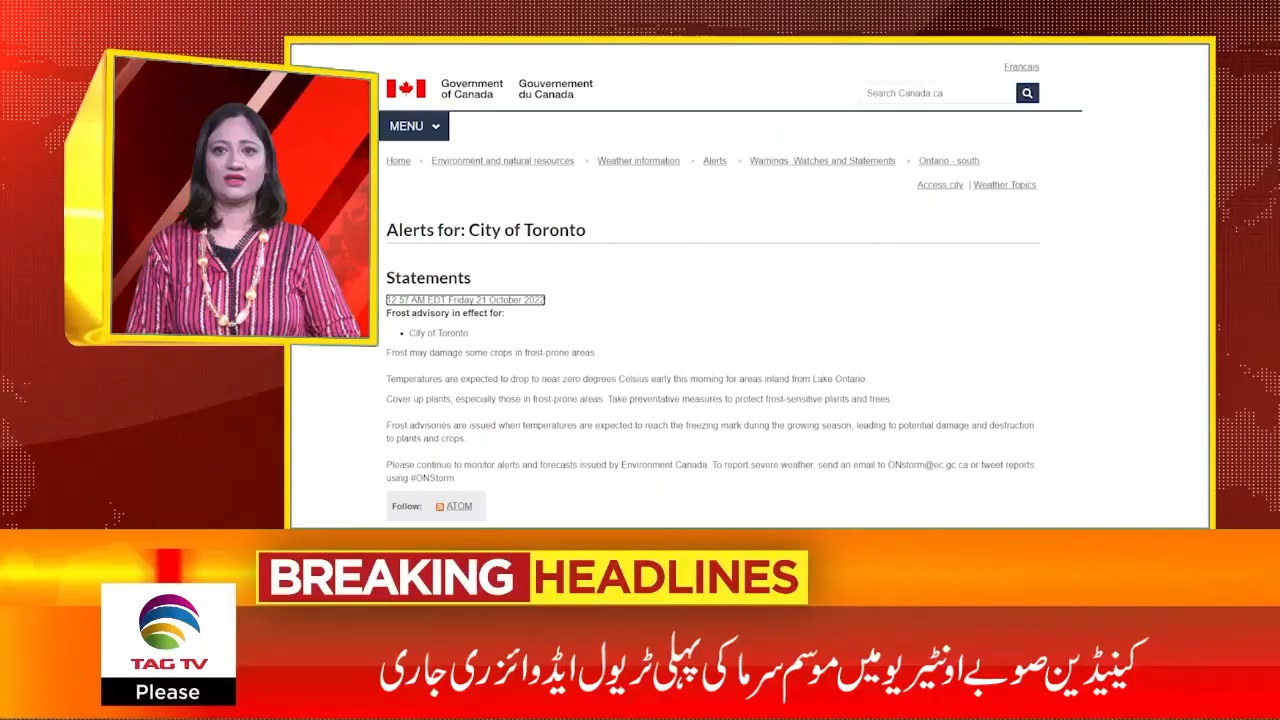 Français
Government of Canada
Gouvernement du Canada
Search Canada.ca
MENU
Home > Environment and natural resources > Weather information > Alerts > Warnings, Watches and Statements > Ontario - south
Access city | Weather Topics
Alerts for: City of Toronto
Statements
12:57 AM EDT Friday 21 October 2022
Frost advisory in effect for:
• City of Toronto
Frost may damage some crops in frost-prone areas.
Temperatures are expected to drop to near zero degrees Celsius early this morning for areas inland from Lake Ontario.
Cover up plants, especially those in frost-prone areas. Take preventative measures to protect frost-sensitive plants and trees.
Frost advisories are issued when temperatures are expected to reach the freezing mark during the growing season, leading to potential damage and destruction
to plants and crops.
Please continue to monitor alerts and forecasts issued by Environment Canada. To report severe weather, send an email to ONstorm@ec.gc.ca or tweet reports
using #ONStorm.
Follow: ATOM
BREAKING HEADLINES
TAG TV
Please
کینیڈین صوبے اونٹیریو میں موسم سرما کی پہلی ٹریول ایڈوائزری جاری